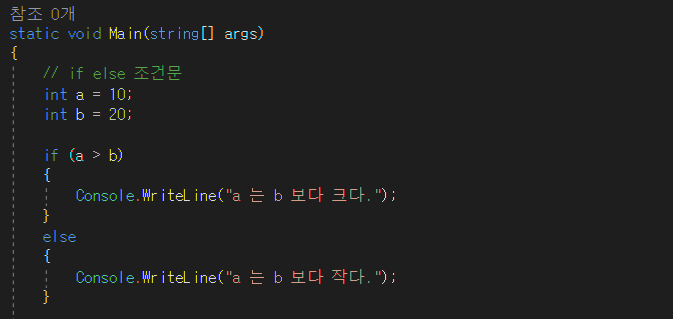 참조 0개
static void Main(string[] args)
{
// if else 조건문
int a = 10;
int b = 20;
if (a > b)
{
Console.WriteLine("a 는 b 보다 크다.");
}
else
{
Console.WriteLine("a 는 b 보다 작다.");
}